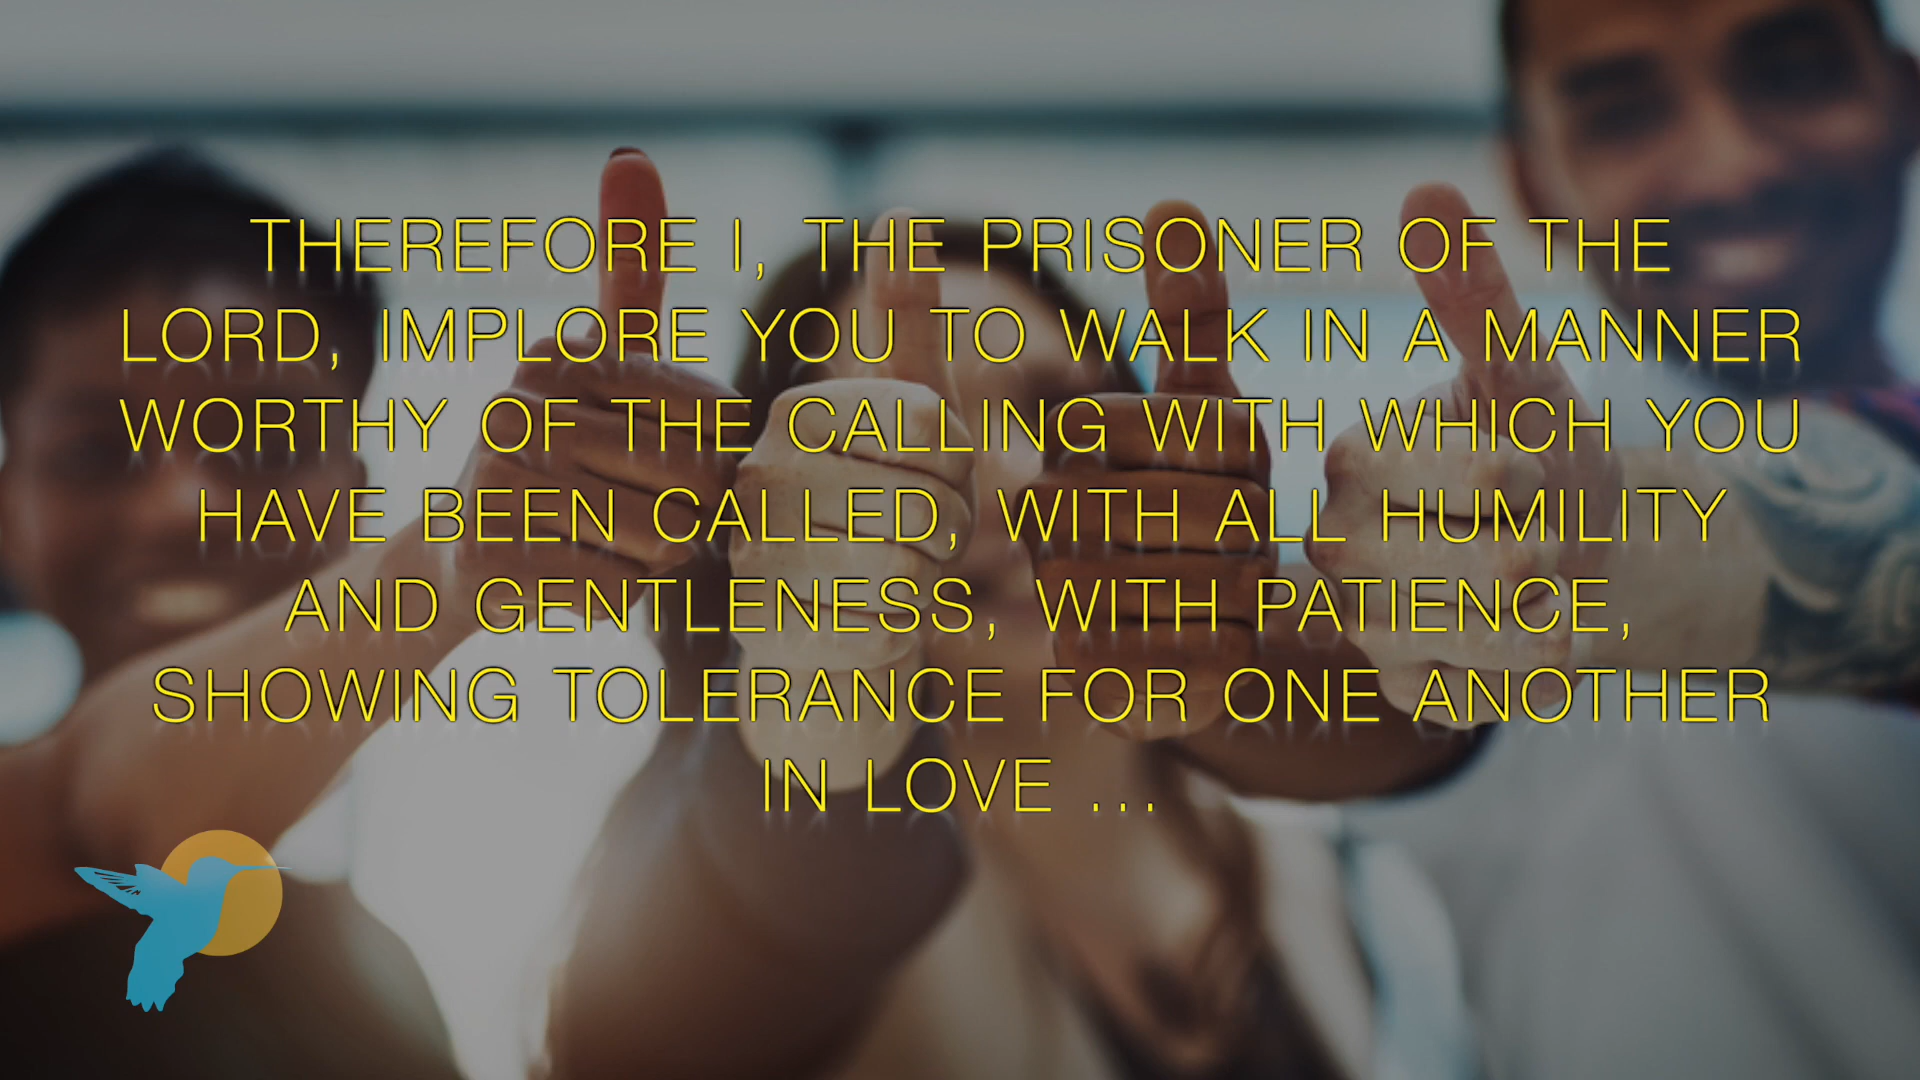 THEREFORE I, THE PRISONER OF THE
LORD, IMPLORE YOU TO WALK IN A MANNER
WORTHY OF THE CALLING WITH WHICH YOU
HAVE BEEN CALLED, WITH ALL HUMILITY
AND GENTLENESS, WITH PATIENCE,
SHOWING TOLERANCE FOR ONE ANOTHER
IN LOVE ...